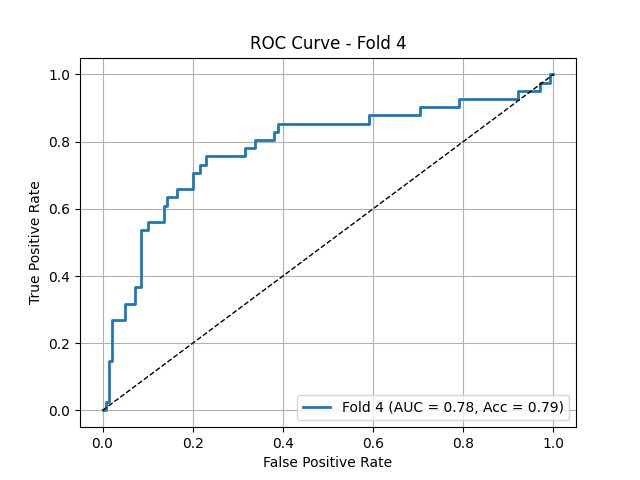 ROC Curve - Fold 4
True Positive Rate
1.0
0.8
0.6
0.4
0.2
0.0
Fold 4 (AUC = 0.78, Acc = 0.79)
0.0 0.2 0.4 0.6 0.8 1.0
False Positive Rate